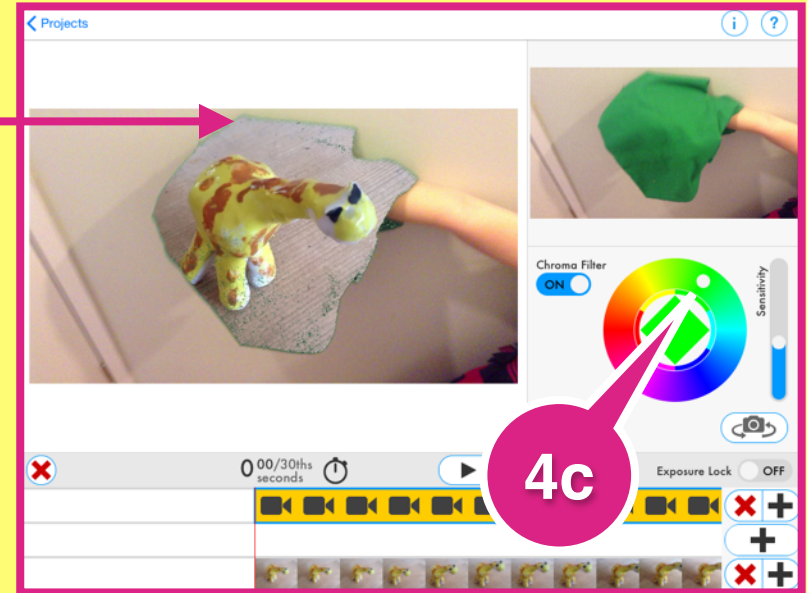 Projects
i
?
Chroma Filter
ON
Sensitivity
4c
0 00/30ths
seconds
Exposure Lock
OFF